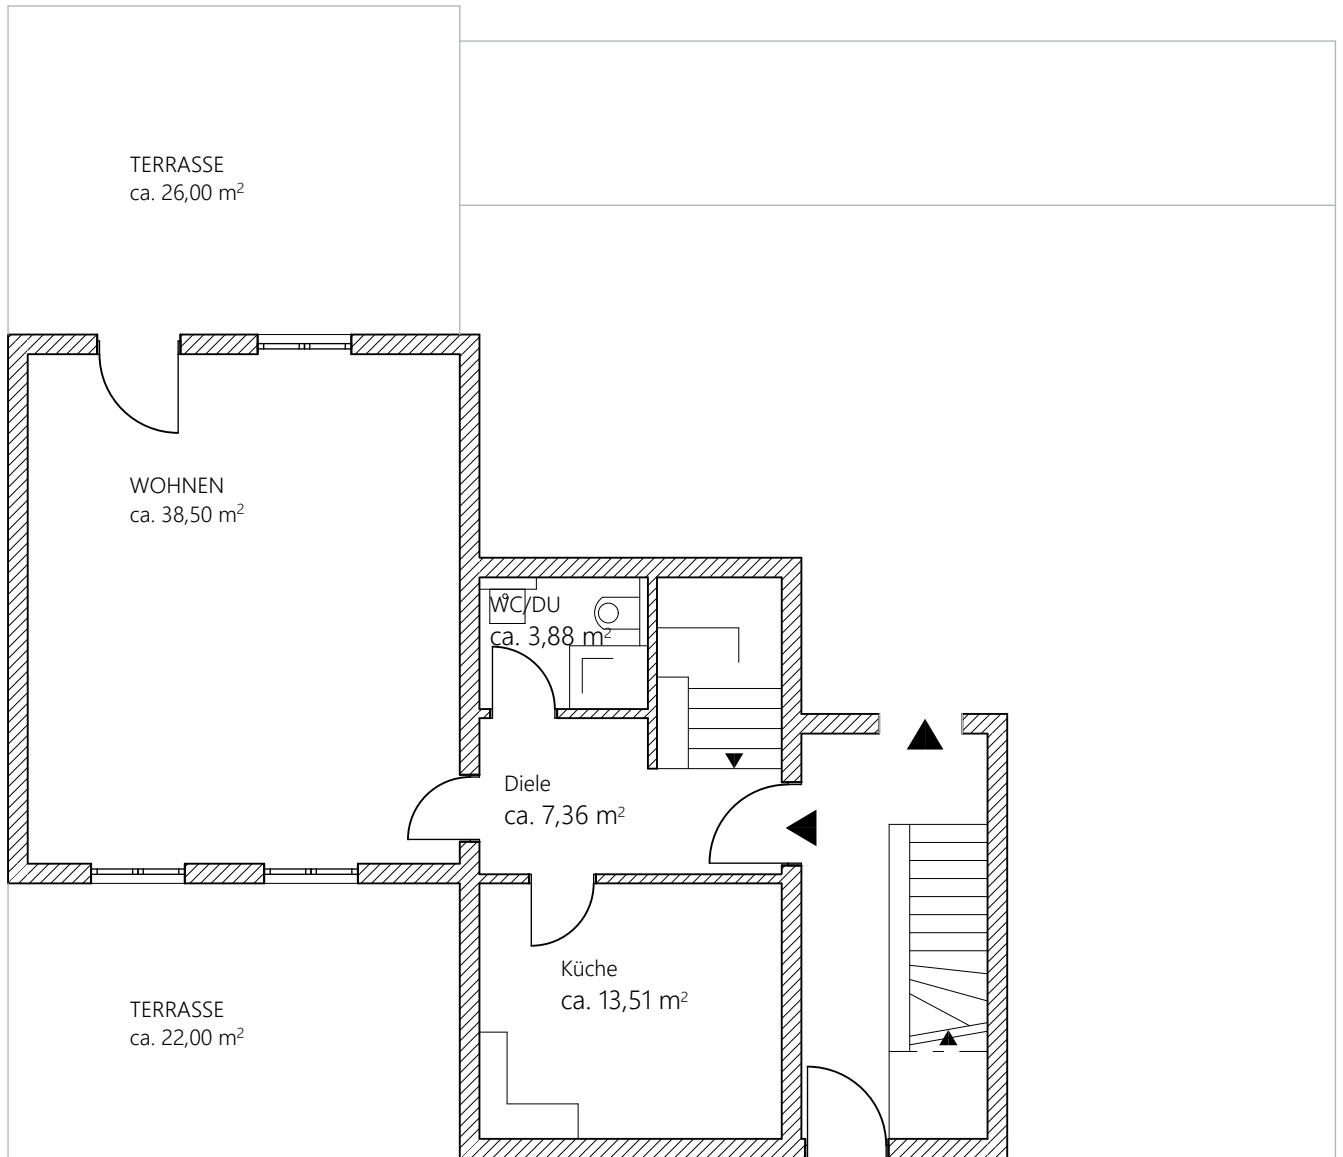 TERRASSE
ca. 26,00 m²
WOHNEN
ca. 38,50 m²
WC/DU
ca. 3,88 m²
Diele
ca. 7,36 m²
Küche
ca. 13,51 m²
TERRASSE
ca. 22,00 m²